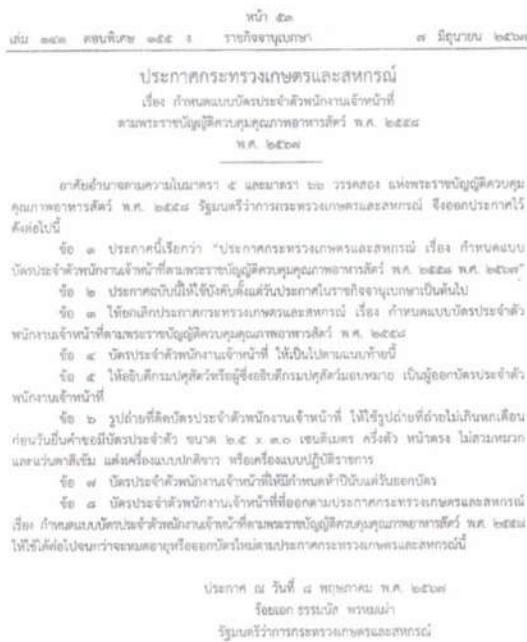 หน้า ๕๓
เล่ม ๑๔๑ ตอนพิเศษ ๑๕๕ ง ราชกิจจานุเบกษา ๗ มิถุนายน ๒๕๖๗
ประกาศกระทรวงเกษตรและสหกรณ์
เรื่อง กำหนดแบบบัตรประจำตัวพนักงานเจ้าหน้าที่
ตามพระราชบัญญัติควบคุมคุณภาพอาหารสัตว์ พ.ศ. ๒๕๕๘
พ.ศ. ๒๕๖๗
อาศัยอำนาจตามความในมาตรา ๕ และมาตรา ๖๖ วรรคสอง แห่งพระราชบัญญัติควบคุม
คุณภาพอาหารสัตว์ พ.ศ. ๒๕๕๘ รัฐมนตรีว่าการกระทรวงเกษตรและสหกรณ์ จึงออกประกาศไว้
ดังต่อไปนี้
ข้อ ๑ ประกาศนี้เรียกว่า “ประกาศกระทรวงเกษตรและสหกรณ์ เรื่อง กำหนดแบบ
บัตรประจำตัวพนักงานเจ้าหน้าที่ตามพระราชบัญญัติควบคุมคุณภาพอาหารสัตว์ พ.ศ. ๒๕๕๘ พ.ศ. ๒๕๖๗”
ข้อ ๒ ประกาศฉบับนี้ให้ใช้บังคับตั้งแต่วันประกาศในราชกิจจานุเบกษาเป็นต้นไป
ข้อ ๓ ให้ยกเลิกประกาศกระทรวงเกษตรและสหกรณ์ เรื่อง กำหนดแบบบัตรประจำตัว
พนักงานเจ้าหน้าที่ตามพระราชบัญญัติควบคุมคุณภาพอาหารสัตว์ พ.ศ. ๒๕๕๘
ข้อ ๔ บัตรประจำตัวพนักงานเจ้าหน้าที่ ให้เป็นไปตามแบบท้ายนี้
ข้อ ๕ ให้อธิบดีกรมปศุสัตว์หรือผู้ซึ่งอธิบดีกรมปศุสัตว์มอบหมาย เป็นผู้ออกบัตรประจำตัว
พนักงานเจ้าหน้าที่
ข้อ ๖ รูปถ่ายที่ติดบัตรประจำตัวพนักงานเจ้าหน้าที่ ให้ใช้รูปถ่ายที่ถ่ายไม่เกินหกเดือน
ก่อนวันยื่นคำขอมีบัตรประจำตัว ขนาด ๒.๕ x ๓.๐ เซนติเมตร ครึ่งตัว หน้าตรง ไม่สวมหมวก
และแว่นตาสีเข้ม แต่งเครื่องแบบปกติขาว หรือเครื่องแบบปฏิบัติราชการ
ข้อ ๗ บัตรประจำตัวพนักงานเจ้าหน้าที่ให้มีกำหนดห้าปีนับแต่วันออกบัตร
ข้อ ๘ บัตรประจำตัวพนักงานเจ้าหน้าที่ที่ออกตามประกาศกระทรวงเกษตรและสหกรณ์
เรื่อง กำหนดแบบบัตรประจำตัวพนักงานเจ้าหน้าที่ตามพระราชบัญญัติควบคุมคุณภาพอาหารสัตว์ พ.ศ. ๒๕๕๘
ให้ใช้ได้ต่อไปจนกว่าจะหมดอายุหรือออกบัตรใหม่ตามประกาศกระทรวงเกษตรและสหกรณ์นี้
ประกาศ ณ วันที่ ๘ พฤษภาคม พ.ศ. ๒๕๖๗
ร้อยเอก ธรรมนัส พรหมเผ่า
รัฐมนตรีว่าการกระทรวงเกษตรและสหกรณ์